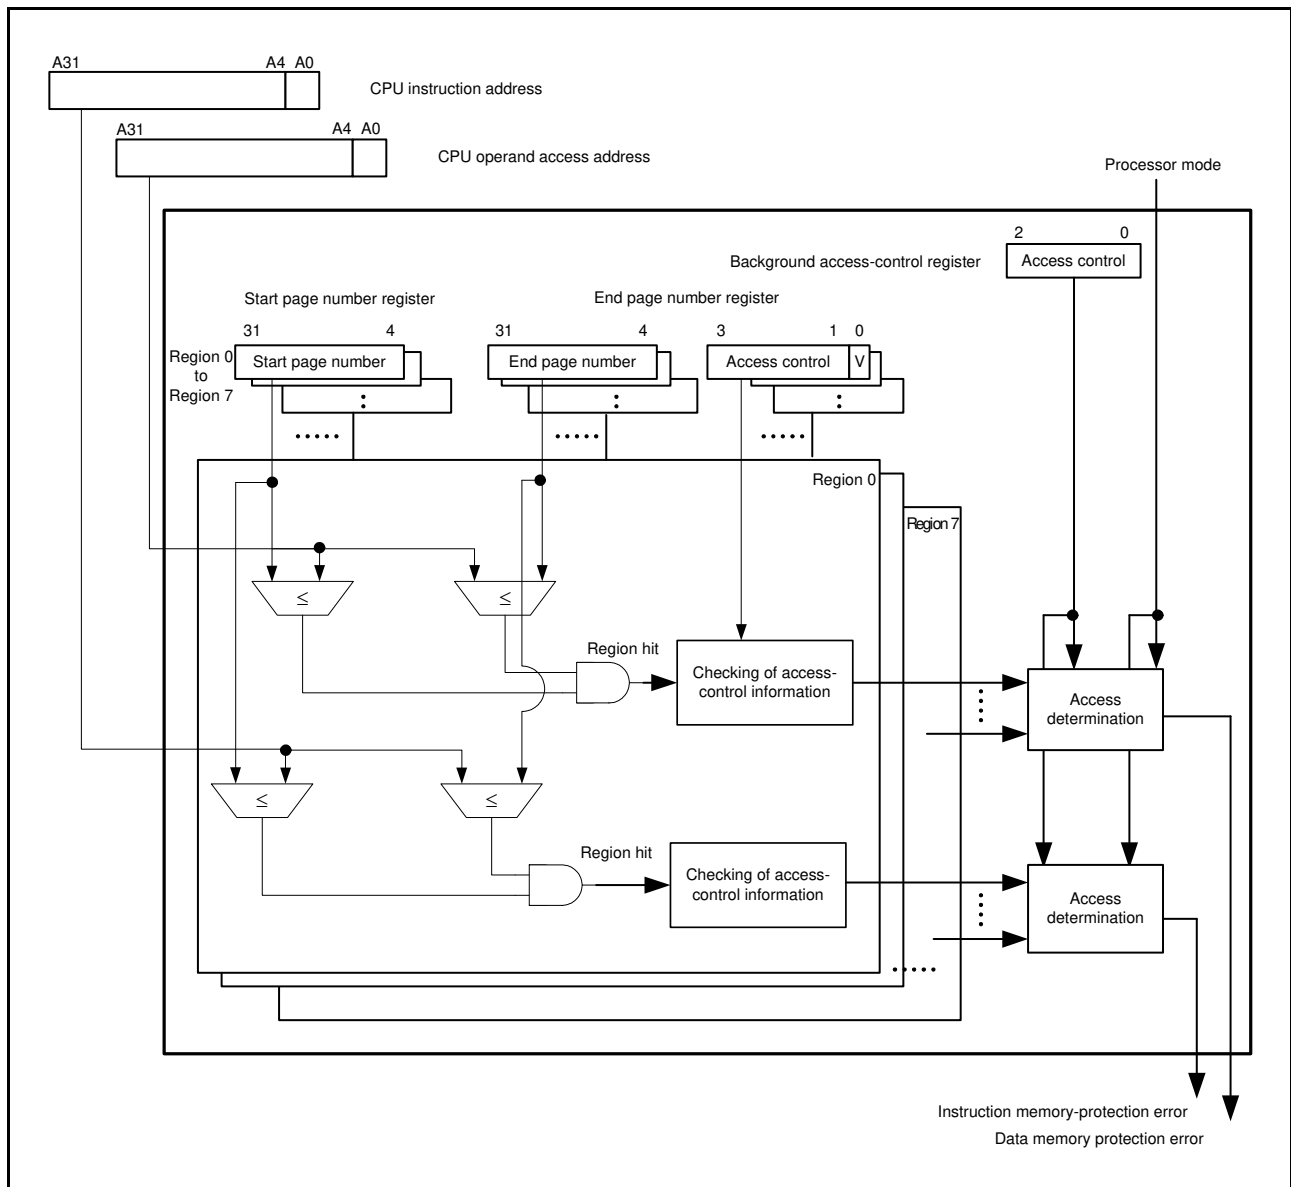 A31 A4 A0
CPU instruction address
A31 A4 A0
CPU operand access address
Processor mode
2 0
Background access-control register
Access control
Start page number register
End page number register
31 4
31 4
3 1 0
Region 0
to
Region 7
Start page number
End page number
Access control
V
Region 0
Region 7
≤
≤
Region hit
Checking of access-
control information
Access
determination
≤
≤
Region hit
Checking of access-
control information
Access
determination
Instruction memory-protection error
Data memory protection error